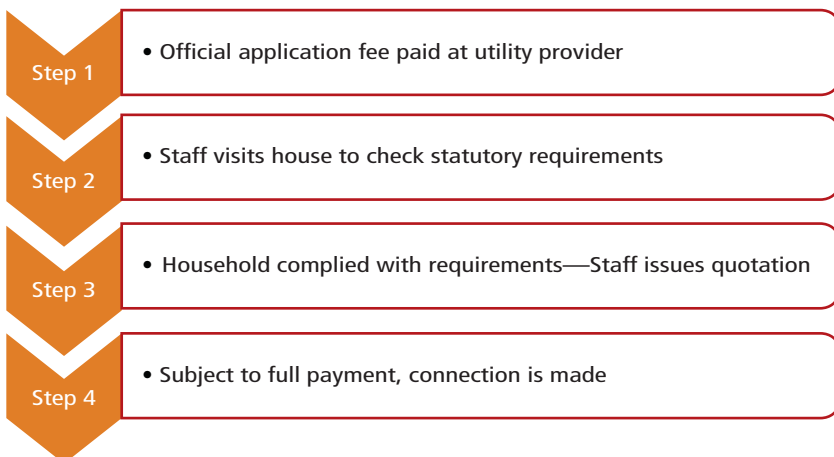 Step 1
• Official application fee paid at utility provider
Step 2
• Staff visits house to check statutory requirements
Step 3
• Household complied with requirements—Staff issues quotation
Step 4
• Subject to full payment, connection is made